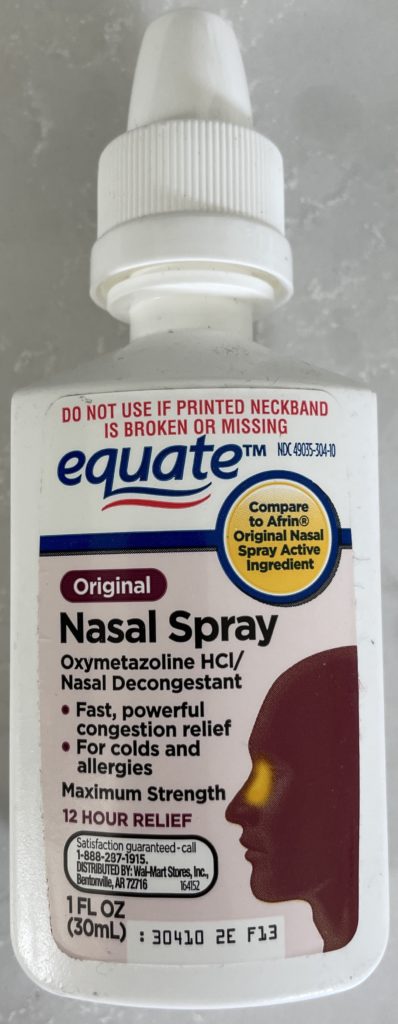 DO NOT USE IF PRINTED NECKBAND
IS BROKEN OR MISSING
equate™ NDC 49035-304-10
Compare
to Afrin®
Original Nasal
Spray Active
Ingredient
Original
Nasal Spray
Oxymetazoline HCl/
Nasal Decongestant
• Fast, powerful
congestion relief
• For colds and
allergies
Maximum Strength
12 HOUR RELIEF
Satisfaction guaranteed - call
1-888-287-1915.
DISTRIBUTED BY: Wal-Mart Stores, Inc.,
Bentonville, AR 72716 164152
1 FL OZ
(30mL)
: 30410 2E F13